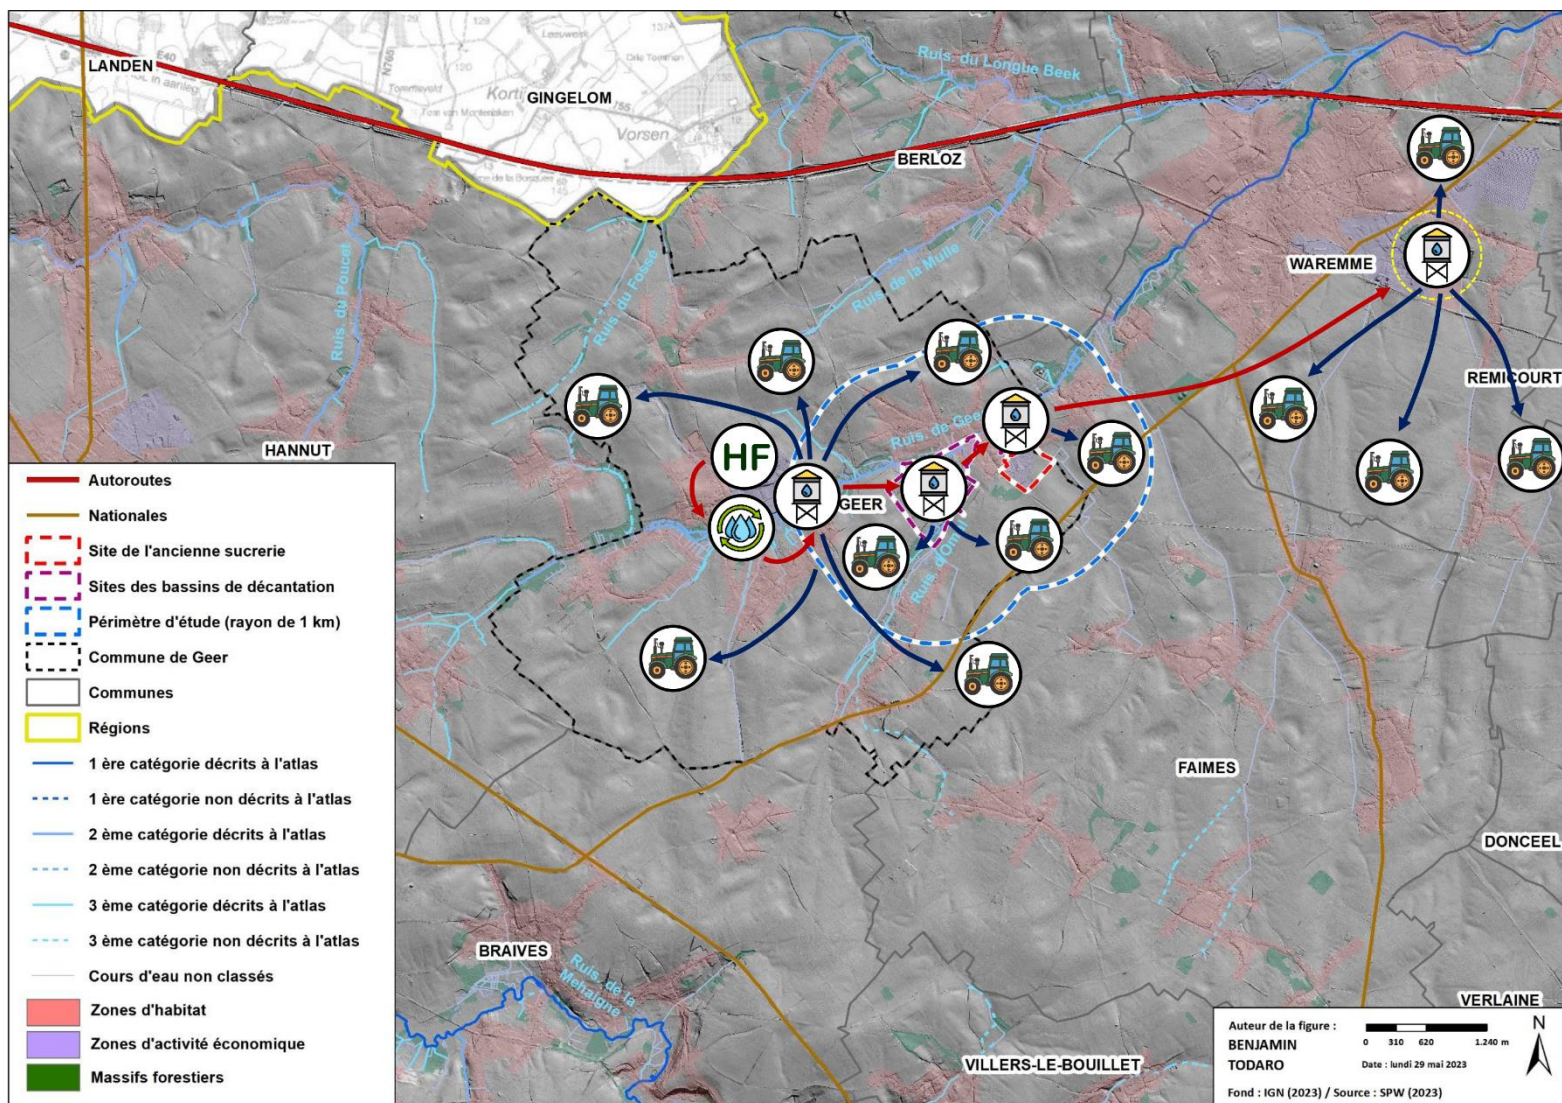 LANDEN
E40
N765
Leeuwerk
GINGELOM
Korti
Vorsen
Ruis. du Longue Beek
BERLOZ
Ruis. du Poucet
Ruis. du Fossé
Ruis. de la Mulle
WAREMME
REMICOURT
HANNUT
HF
Ruis. de Geer
GEER
FAIMES
DONCEEL
BRAIVES
Ruis. de la
Mehaigne
VERLAINE
VILLERS-LE-BOUILLET
Autoroutes
Nationales
Site de l'ancienne sucrerie
Sites des bassins de décantation
Périmètre d'étude (rayon de 1 km)
Commune de Geer
Communes
Régions
1 ère catégorie décrits à l'atlas
1 ère catégorie non décrits à l'atlas
2 ème catégorie décrits à l'atlas
2 ème catégorie non décrits à l'atlas
3 ème catégorie décrits à l'atlas
3 ème catégorie non décrits à l'atlas
Cours d'eau non classés
Zones d'habitat
Zones d'activité économique
Massifs forestiers
Auteur de la figure :
BENJAMIN
TODARO
0 310 620 1.240 m
Date : lundi 29 mai 2023
N
Fond : IGN (2023) / Source : SPW (2023)